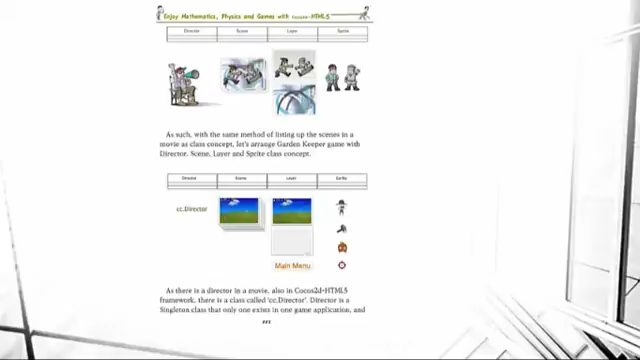 Enjoy Mathematics, Physics and Games with Cocos2d-HTML5
Director Scene Layer Sprite
As such, with the same method of listing up the scenes in a
movie as class concept, let's arrange Garden Keeper game with
Director, Scene, Layer and Sprite class concept.
Director Scene Layer Sprite
cc.Director
Main Menu
As there is a director in a movie, also in Cocos2d-HTML5
framework, there is a class called 'cc.Director'. Director is a
Singleton class that only one exists in one game application, and